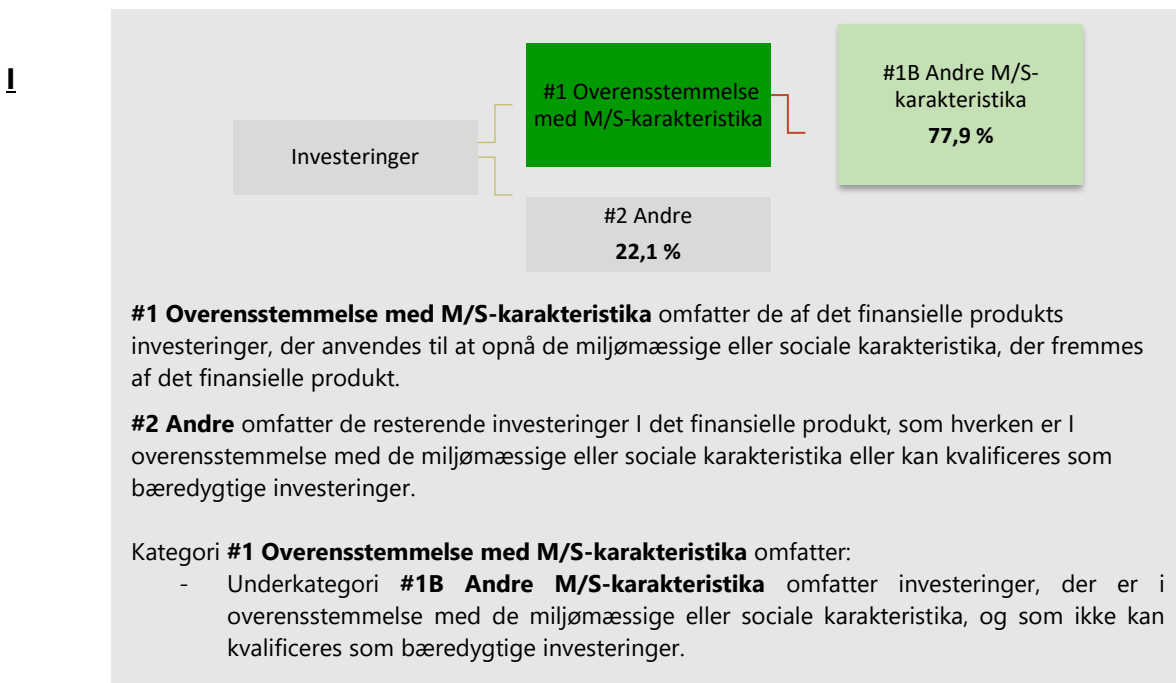 I
#1 Overensstemmelse
med M/S-karakteristika
#1B Andre M/S-
karakteristika
77,9 %
Investeringer
#2 Andre
22,1 %
#1 Overensstemmelse med M/S-karakteristika omfatter de af det finansielle produkts
investeringer, der anvendes til at opnå de miljømæssige eller sociale karakteristika, der fremmes
af det finansielle produkt.
#2 Andre omfatter de resterende investeringer I det finansielle produkt, som hverken er I
overensstemmelse med de miljømæssige eller sociale karakteristika eller kan kvalificeres som
bæredygtige investeringer.
Kategori #1 Overensstemmelse med M/S-karakteristika omfatter:
- Underkategori #1B Andre M/S-karakteristika omfatter investeringer, der er i
overensstemmelse med de miljømæssige eller sociale karakteristika, og som ikke kan
kvalificeres som bæredygtige investeringer.